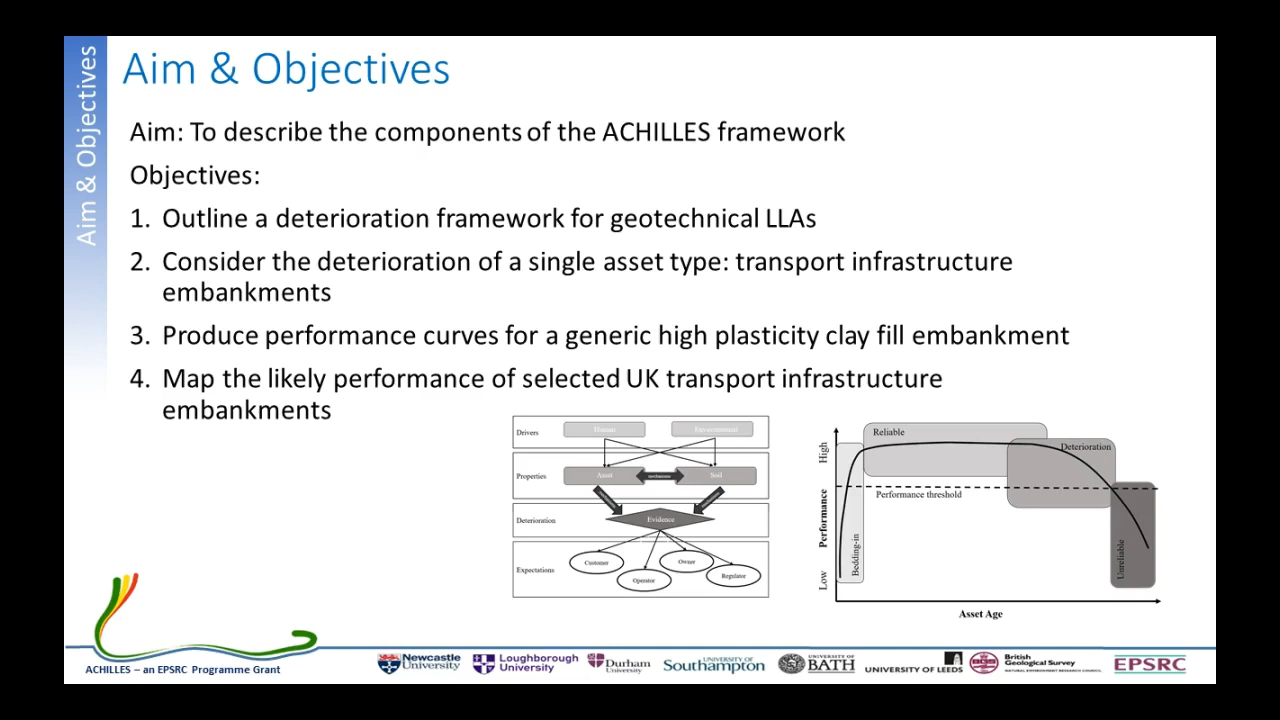 Aim & Objectives
Aim & Objectives
Aim: To describe the components of the ACHILLES framework
Objectives:
1. Outline a deterioration framework for geotechnical LLAs
2. Consider the deterioration of a single asset type: transport infrastructure
embankments
3. Produce performance curves for a generic high plasticity clay fill embankment
4. Map the likely performance of selected UK transport infrastructure
embankments
Drivers
Human
Environmental
Properties
Asset
Soil
Deterioration
Evidence
Expectations
Customer
Operator
Owner
Regulator
High
Performance
Low
Reliable
Deterioration
Performance threshold
Bedding-in
Unreliable
Asset Age
ACHILLES – an EPSRC Programme Grant
Newcastle
University
Loughborough
University
Durham
University
UNIVERSITY OF
Southampton
UNIVERSITY OF
BATH
UNIVERSITY OF LEEDS
BGS
British
Geological Survey
NATURAL ENVIRONMENT RESEARCH COUNCIL
EPSRC